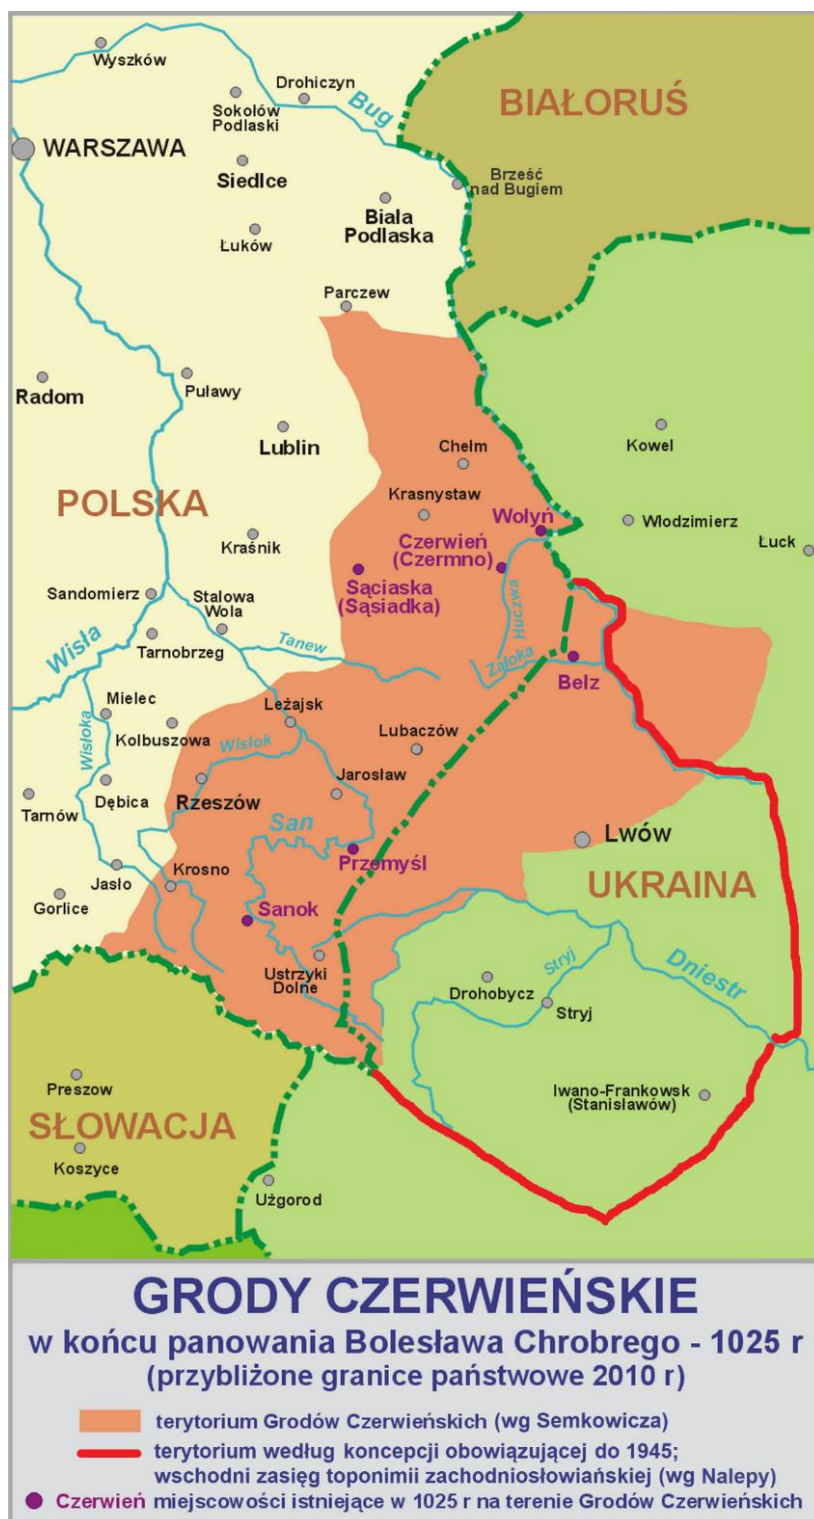 Wyszków
Drohiczyn
Bug
BIAŁORUŚ
Sokołów
Podlaski
WARSZAWA
Siedlce
Brześć
nad Bugiem
Biala
Podlaska
Łuków
Parczew
Radom
Puławy
Lublin
Kowel
Chełm
Krasnystaw
POLSKA
Wołyń
Włodzimierz
Czerwień
(Czermno)
Łuck
Kraśnik
Sąciaska
(Sąsiadka)
Huczwa
Sandomierz
Stalowa
Wola
Wisła
Tarnobrzeg
Tanew
Załoka
Bełz
Mielec
Leżajsk
Wisłoka
Kolbuszowa
Wisłok
Lubaczów
Rzeszów
Jarosław
Tarnów
Dębica
San
Lwów
Przemyśl
Jasło
Krosno
UKRAINA
Gorlice
Sanok
Ustrzyki
Dolne
Stryj
Dniestr
Drohobycz
Stryj
Preszow
Iwano-Frankowsk
(Stanisławów)
SŁOWACJA
Koszyce
Użgorod
GRODY CZERWIEŃSKIE
w końcu panowania Bolesława Chrobrego - 1025 r
(przybliżone granice państwowe 2010 r)
terytorium Grodów Czerwieńskich (wg Semkowicza)
terytorium według koncepcji obowiązującej do 1945;
wschodni zasięg toponimii zachodniosłowiańskiej (wg Nalepy)
Czerwień miejscowości istniejące w 1025 r na terenie Grodów Czerwieńskich